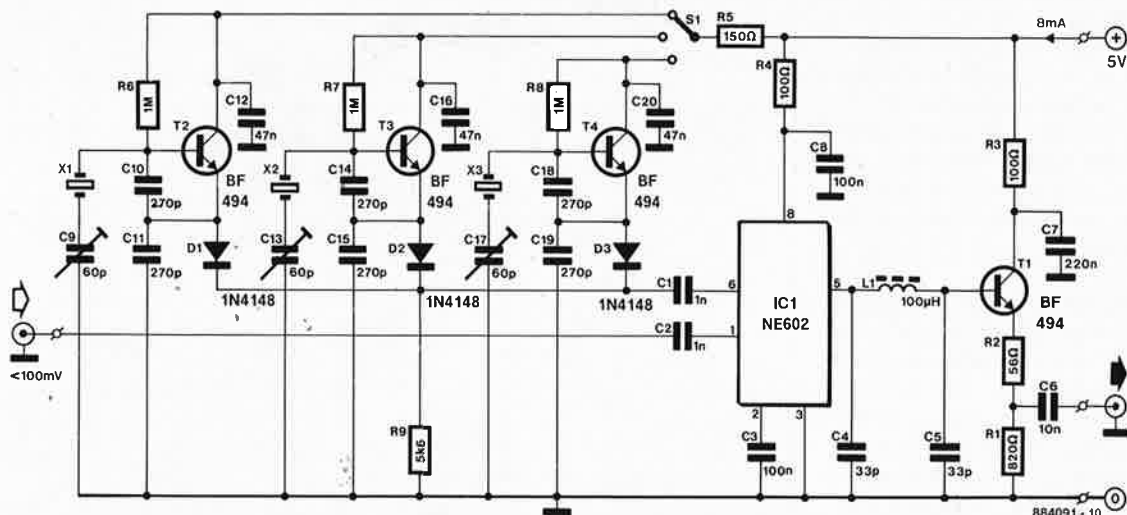 S1
R5
150Ω
8mA
+
5V
R6
1M
C12
47n
R7
1M
C16
47n
R8
1M
C20
47n
R4
100Ω
R3
100Ω
T2
T3
T4
C8
100n
X1
C10
270p
BF
494
X2
C14
270p
BF
494
X3
C18
270p
BF
494
8
C7
220n
T1
C9
60p
C11
270p
D1
C13
60p
C15
270p
D2
C17
60p
C19
270p
D3
C1
1n
6
5
L1
100µH
BF
494
1N4148
1N4148
1N4148
IC1
NE602
C2
1n
1
R2
56Ω
<100mV
C6
10n
2
3
R9
5k6
C3
100n
C4
33p
C5
33p
R1
820Ω
0
884091 - 10